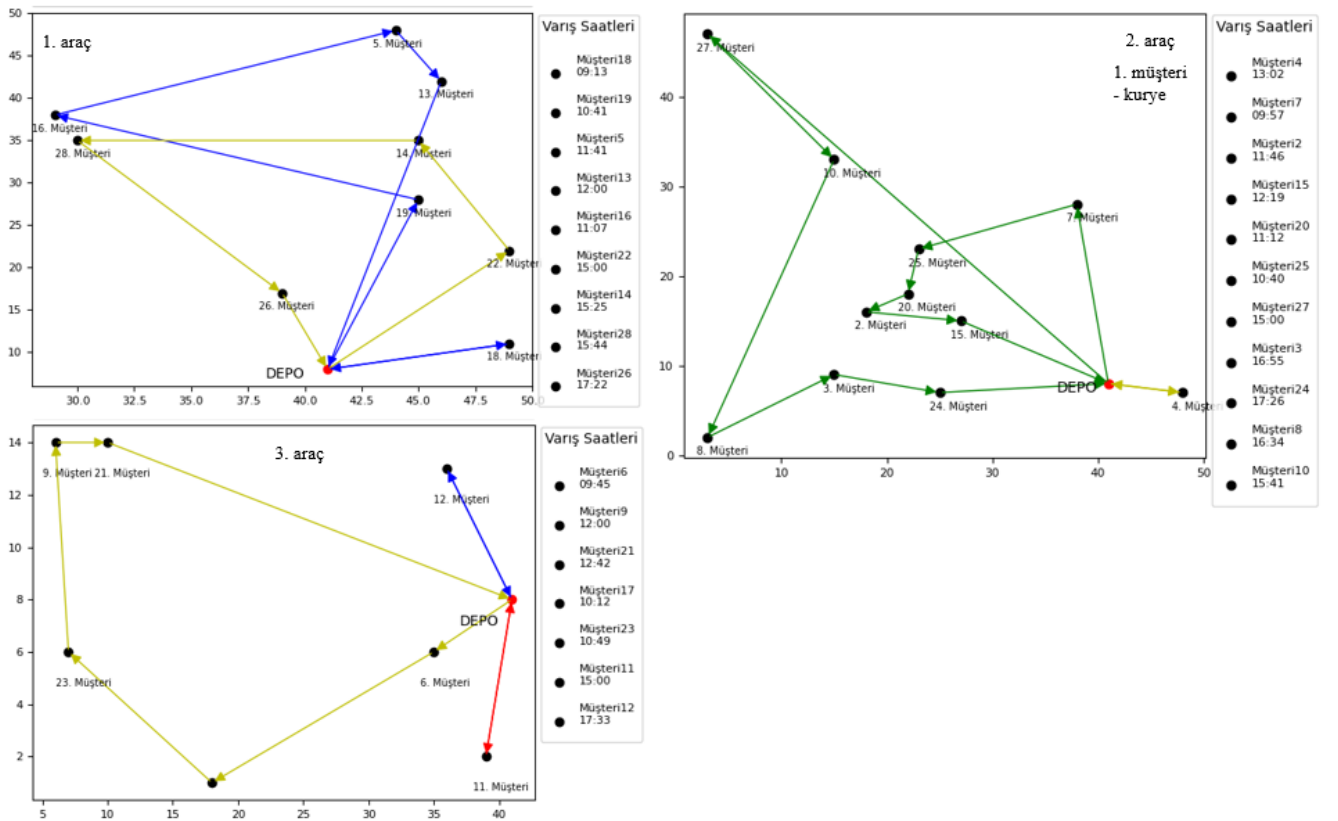 1. araç
50
45
40
35
30
25
20
15
10
30.0
32.5
35.0
37.5
40.0
42.5
45.0
47.5
50.0
5. Müşteri
13. Müşteri
16. Müşteri
28. Müşteri
14. Müşteri
19. Müşteri
22. Müşteri
26. Müşteri
18. Müşteri
DEPO
Varış Saatleri
Müşteri18
09:13
Müşteri19
10:41
Müşteri5
11:41
Müşteri13
12:00
Müşteri16
11:07
Müşteri22
15:00
Müşteri14
15:25
Müşteri28
15:44
Müşteri26
17:22
2. araç
1. müşteri
- kurye
40
30
20
10
0
10
20
30
40
50
27. Müşteri
10. Müşteri
7. Müşteri
25. Müşteri
20. Müşteri
2. Müşteri
15. Müşteri
3. Müşteri
24. Müşteri
DEPO
4. Müşteri
8. Müşteri
Varış Saatleri
Müşteri4
13:02
Müşteri7
09:57
Müşteri2
11:46
Müşteri15
12:19
Müşteri20
11:12
Müşteri25
10:40
Müşteri27
15:00
Müşteri3
16:55
Müşteri24
17:26
Müşteri8
16:34
Müşteri10
15:41
3. araç
14
12
10
8
6
4
2
5
10
15
20
25
30
35
40
9. Müşteri
21. Müşteri
12. Müşteri
DEPO
23. Müşteri
6. Müşteri
11. Müşteri
Varış Saatleri
Müşteri6
09:45
Müşteri9
12:00
Müşteri21
12:42
Müşteri17
10:12
Müşteri23
10:49
Müşteri11
15:00
Müşteri12
17:33